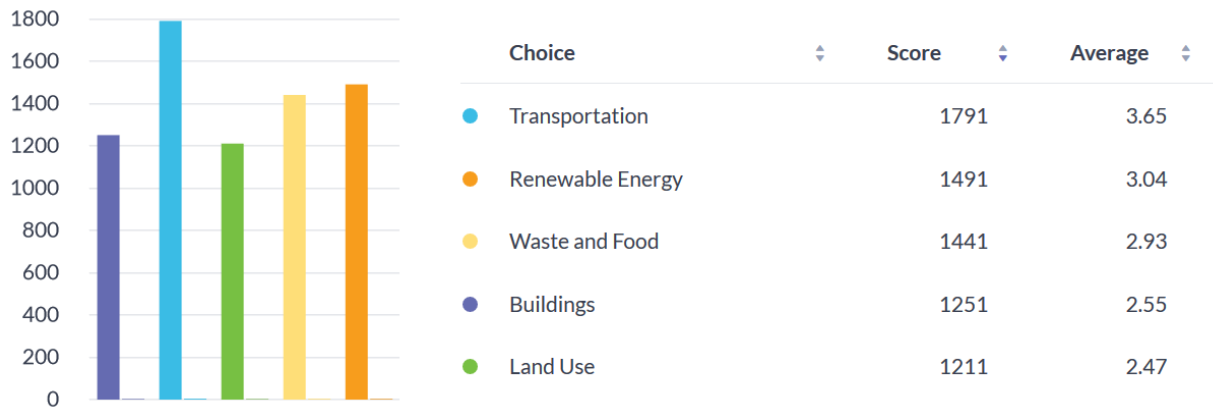 1800
1600
1400
1200
1000
800
600
400
200
0
Choice Score Average
Transportation 1791 3.65
Renewable Energy 1491 3.04
Waste and Food 1441 2.93
Buildings 1251 2.55
Land Use 1211 2.47